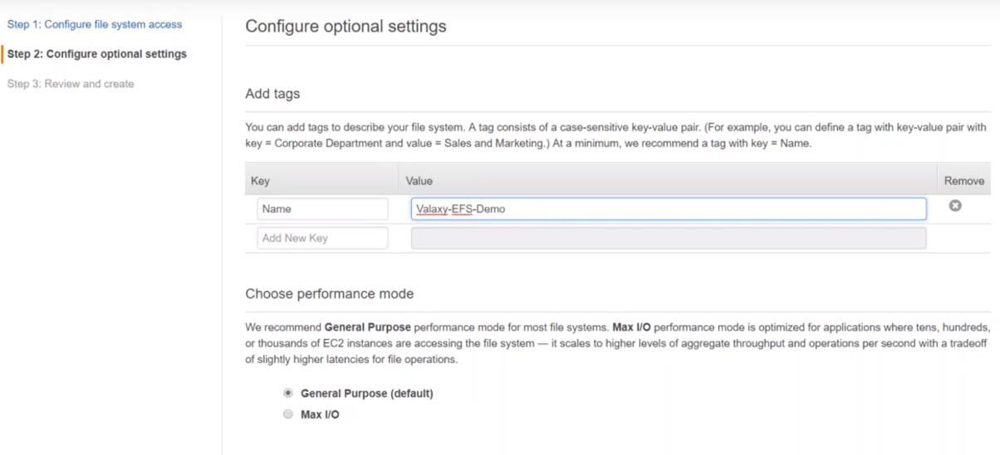 Step 1: Configure file system access
Step 2: Configure optional settings
Step 3: Review and create
Configure optional settings
Add tags
You can add tags to describe your file system. A tag consists of a case-sensitive key-value pair. (For example, you can define a tag with key-value pair with
key = Corporate Department and value = Sales and Marketing.) At a minimum, we recommend a tag with key = Name.
Key Value Remove
Name Valaxy-EFS-Demo
Add New Key
Choose performance mode
We recommend General Purpose performance mode for most file systems. Max I/O performance mode is optimized for applications where tens, hundreds,
or thousands of EC2 instances are accessing the file system — it scales to higher levels of aggregate throughput and operations per second with a tradeoff
of slightly higher latencies for file operations.
General Purpose (default)
Max I/O